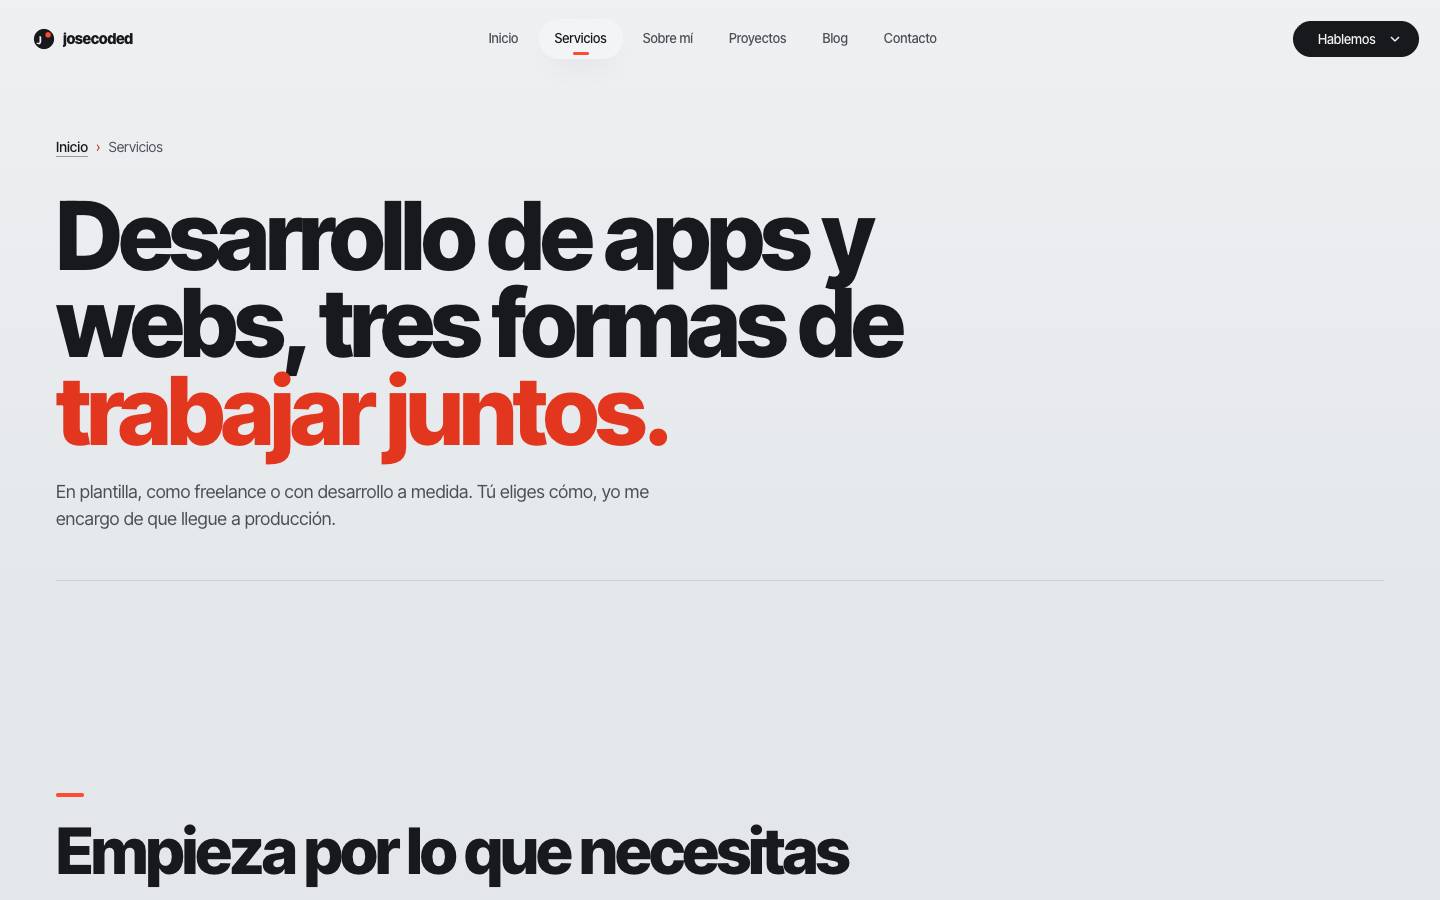 josecoded
Inicio
Servicios
Sobre mí
Proyectos
Blog
Contacto
Hablemos
Inicio › Servicios
Desarrollo de apps y
webs, tres formas de
trabajar juntos.
En plantilla, como freelance o con desarrollo a medida. Tú eliges cómo, yo me
encargo de que llegue a producción.
Empieza por lo que necesitas